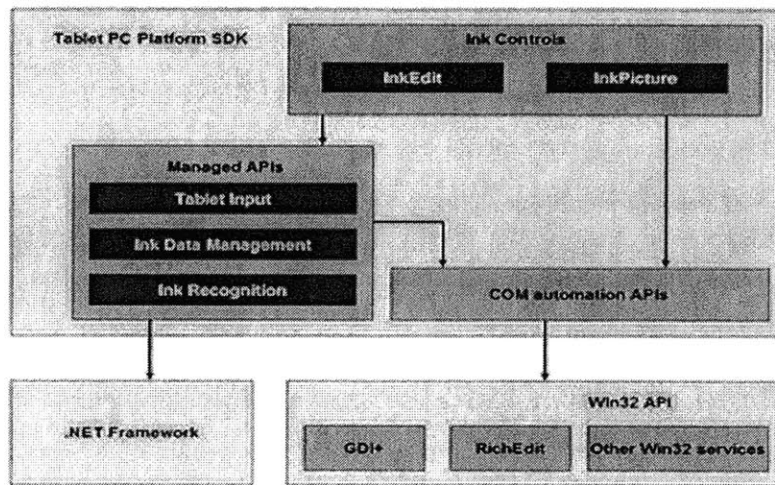 Tablet PC Platform SDK
Ink Controls
InkEdit
InkPicture
Managed APIs
Tablet Input
Ink Data Management
Ink Recognition
COM automation APIs
.NET Framework
Win32 API
GDI+
RichEdit
Other Win32 services